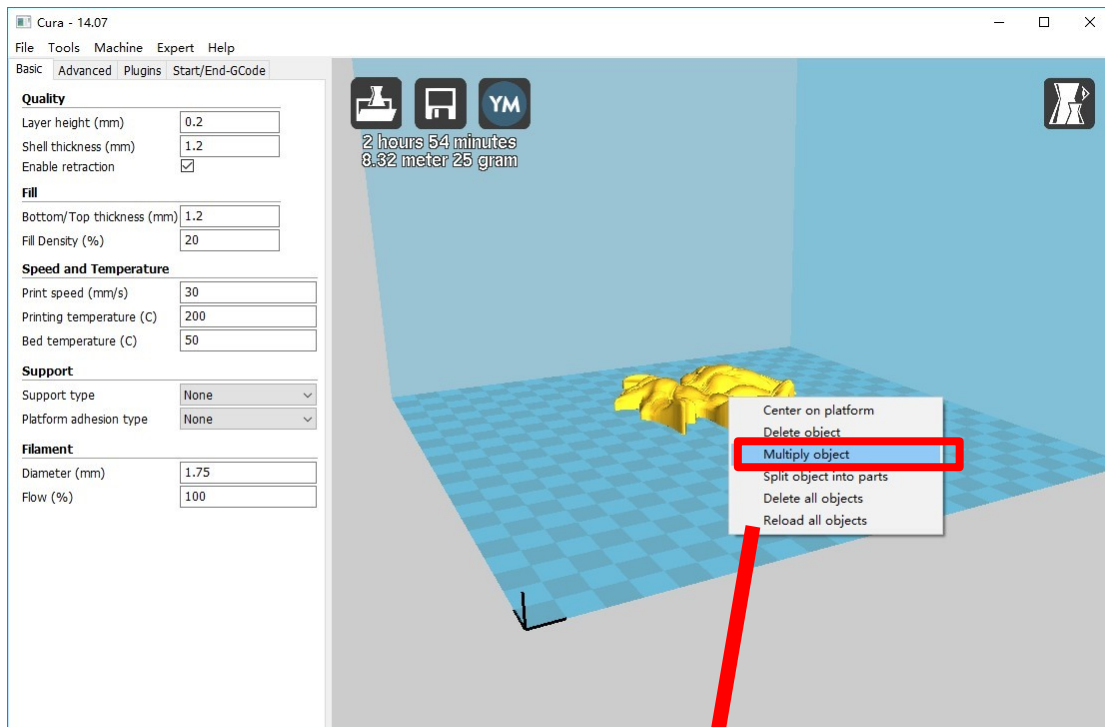 Cura - 14.07
File Tools Machine Expert Help
Basic Advanced Plugins Start/End-GCode
Quality
Layer height (mm) 0.2
Shell thickness (mm) 1.2
Enable retraction
Fill
Bottom/Top thickness (mm) 1.2
Fill Density (%) 20
Speed and Temperature
Print speed (mm/s) 30
Printing temperature (C) 200
Bed temperature (C) 50
Support
Support type None
Platform adhesion type None
Filament
Diameter (mm) 1.75
Flow (%) 100
YM
2 hours 54 minutes
8.32 meter 25 gram
Center on platform
Delete object
Multiply object
Split object into parts
Delete all objects
Reload all objects